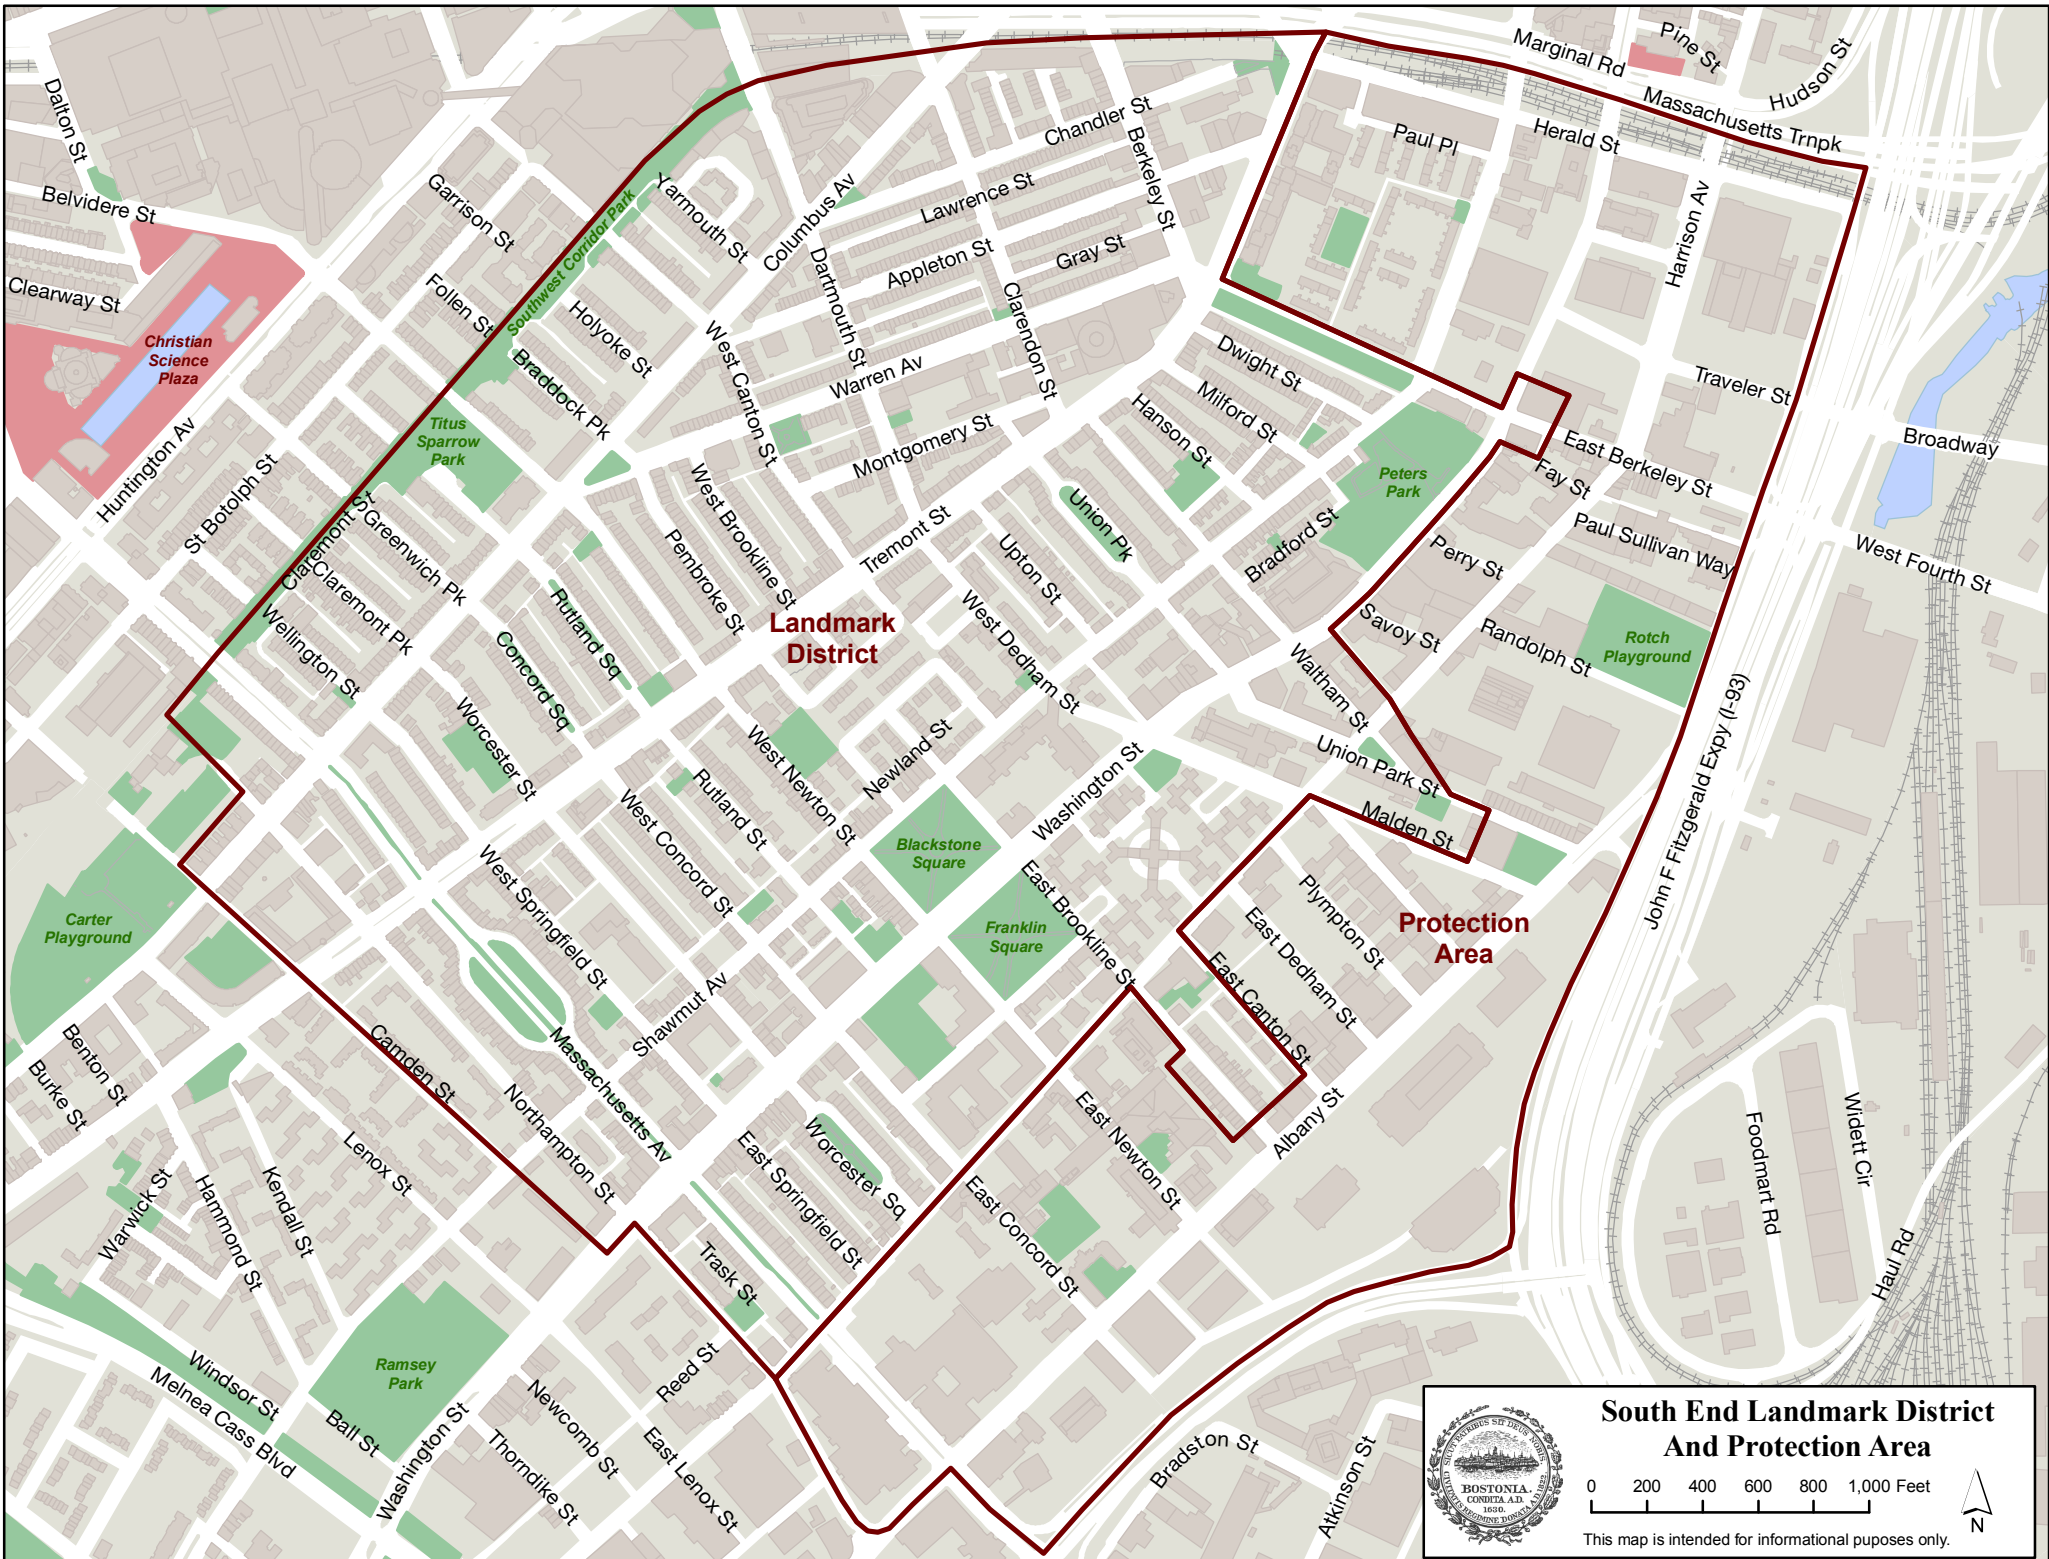 Marginal Rd
Pine St
Hudson St
Massachusetts Trnpk
Dalton St
Chandler St
Berkeley St
Paul Pl
Herald St
Belvidere St
Garrison St
Yarmouth St
Columbus Av
Lawrence St
Harrison Av
Southwest Corridor Park
Appleton St
Gray St
Clearway St
Follen St
Holyoke St
Dartmouth St
Clarendon St
Christian
Science
Plaza
Braddock Pk
West Canton St
Warren Av
Dwight St
Traveler St
Milford St
Hanson St
Huntington Av
Titus
Sparrow
Park
Montgomery St
Broadway
St Botolph St
West Brookline St
Peters
Park
East Berkeley St
Fay St
Claremont St
Greenwich Pk
Pembroke St
Tremont St
Union Pk
Bradford St
Paul Sullivan Way
West Fourth St
Claremont Pk
Upton St
Perry St
Wellington St
Rutland Sq
Concord Sq
Landmark
District
West Dedham St
Savoy St
Randolph St
Rotch
Playground
Waltham St
Worcester St
West Newton St
Newland St
Union Park St
John F Fitzgerald Expy (I-93)
Rutland St
West Concord St
Washington St
Malden St
Blackstone
Square
West Springfield St
East Brookline St
Plympton St
Carter
Playground
Franklin
Square
East Dedham St
Protection
Area
East Canton St
Shawmut Av
Massachusetts Av
Benton St
Burke St
Camden St
Northampton St
Lenox St
Worcester Sq
East Springfield St
East Newton St
Albany St
Foodmart Rd
Widett Cir
Warwick St
Hammond St
Kendall St
East Concord St
Trask St
Haul Rd
Ramsey
Park
Reed St
Windsor St
Melnea Cass Blvd
Ball St
Washington St
Newcomb St
Thorndike St
East Lenox St
Bradston St
Atkinson St
South End Landmark District
And Protection Area
0 200 400 600 800 1,000 Feet
N
This map is intended for informational puposes only.
SICUT PATRIBUS SIT DEUS NOBIS
BOSTONIA.
CONDITA A.D.
1630.
CIVITATIS REGIMINE DONATA A.D. 1822.